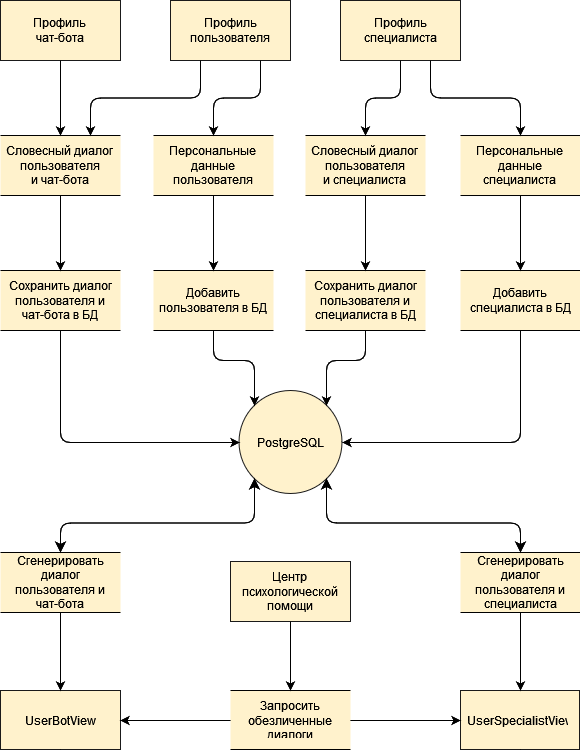 Профиль
чат-бота
Профиль
пользователя
Профиль
специалиста
Словесный диалог
пользователя
и чат-бота
Персональные
данные
пользователя
Словесный диалог
пользователя
и специалиста
Персональные
данные
специалиста
Сохранить диалог
пользователя и
чат-бота в БД
Добавить
пользователя в БД
Сохранить диалог
пользователя и
специалиста в БД
Добавить
специалиста в БД
PostgreSQL
Сгенерировать
диалог
пользователя и
чат-бота
Центр
психологической
помощи
Сгенерировать
диалог
пользователя и
специалиста
UserBotView
Запросить
обезличенные
диалоги
UserSpecialistView